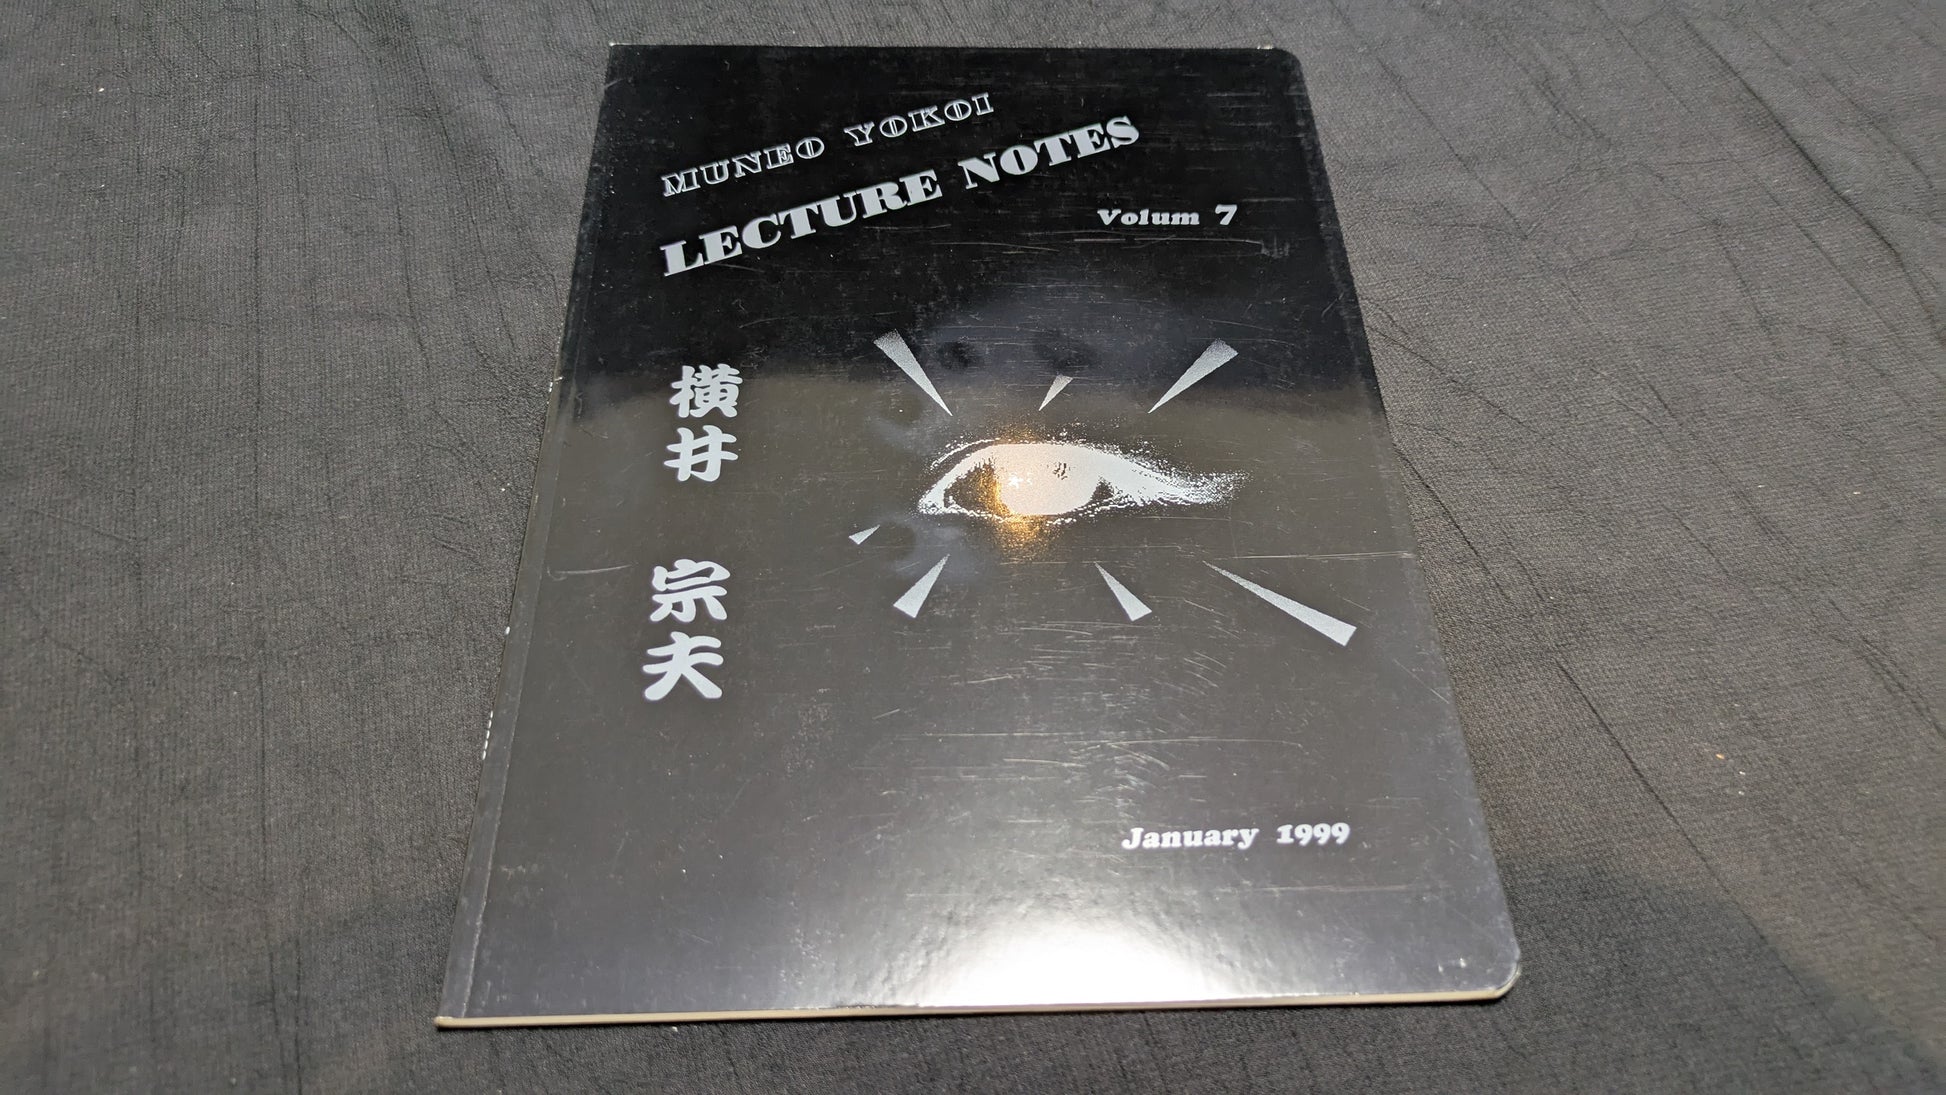 MUNEO YOKOI
LECTURE NOTES
Volum 7
横井 宗夫
January 1999